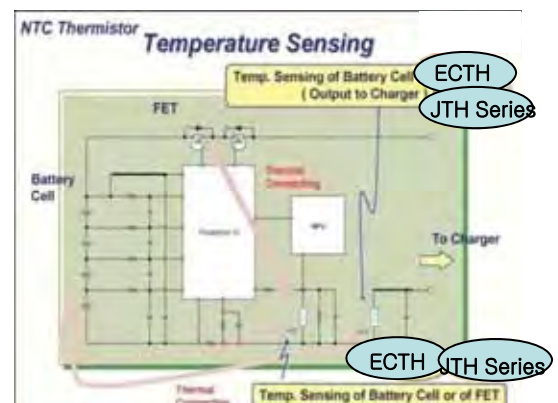 NTC Thermistor
Temperature Sensing
Temp. Sensing of Battery Cell
( Output to Charger )
ECTH
JTH Series
FET
Thermal
Connecting
Battery
Cell
To Charger
ECTH
JTH Series
Thermal
Temp. Sensing of Battery Cell or of FET